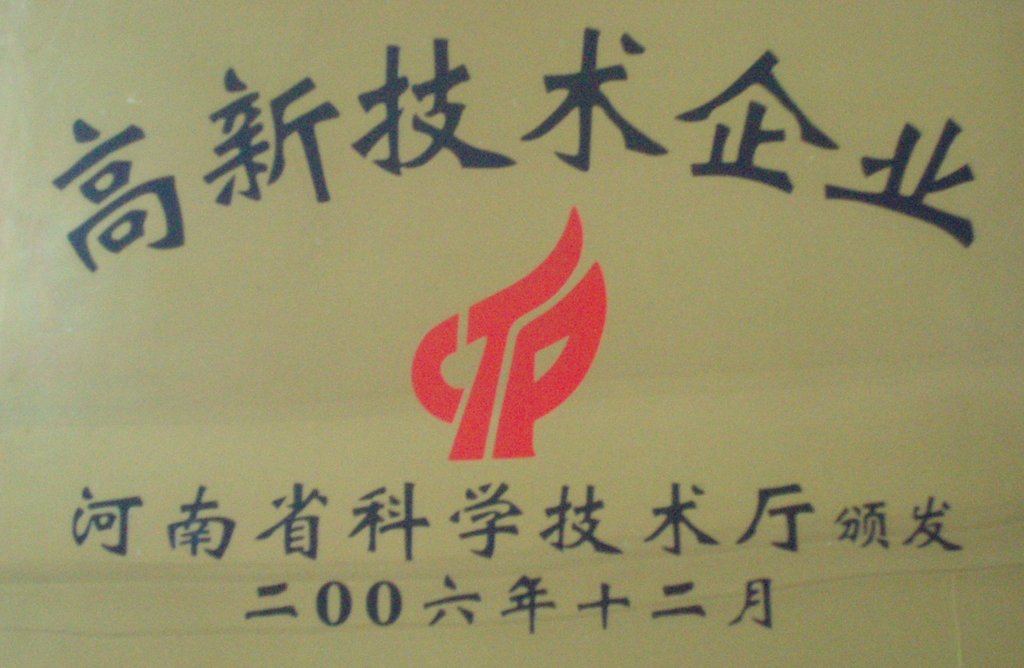 高新技术企业
河南省科学技术厅颁发
二00六年十二月